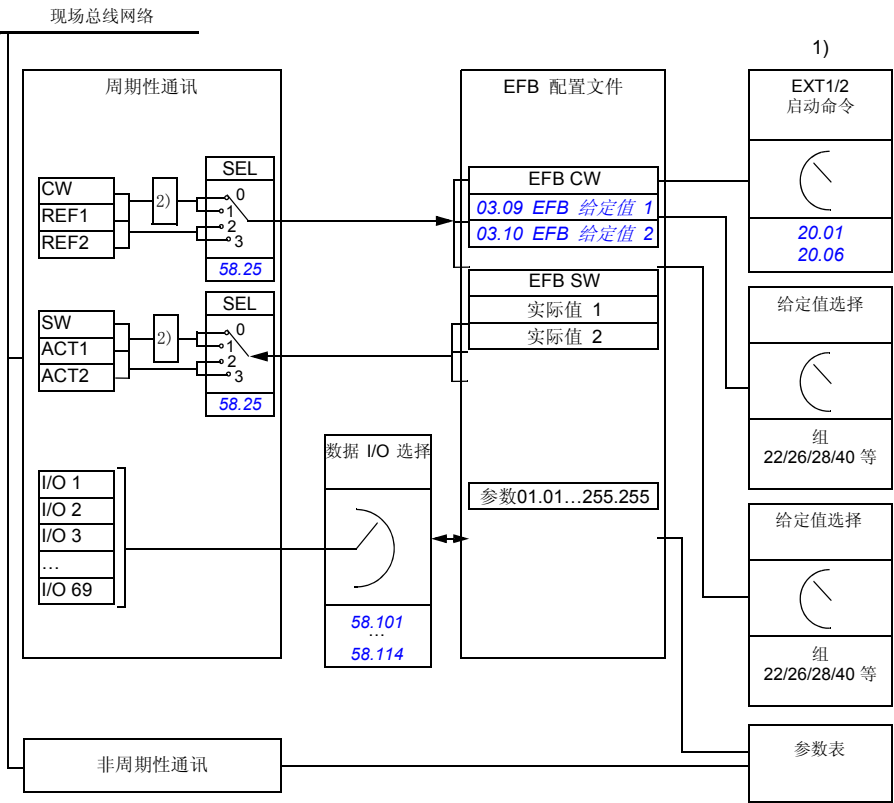 现场总线网络
周期性通讯
CW
REF1
REF2
2)
SEL
0
1
2
3
58.25
SW
ACT1
ACT2
2)
SEL
0
1
2
3
58.25
I/O 1
I/O 2
I/O 3
…
I/O 69
数据 I/O 选择
58.101
…
58.114
EFB 配置文件
EFB CW
03.09 EFB 给定值 1
03.10 EFB 给定值 2
EFB SW
实际值 1
实际值 2
参数01.01…255.255
1)
EXT1/2
启动命令
20.01
20.06
给定值选择
组
22/26/28/40 等
给定值选择
组
22/26/28/40 等
参数表
非周期性通讯